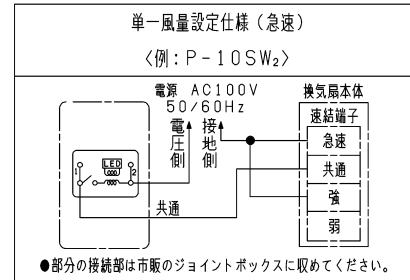 単一風量設定仕様（急速）
〈例：P-10SW₂〉
電源 AC100V
50/60Hz
電圧側
接地側
換気扇本体
速結端子
急速
共通
強
弱
LED
1
2
共通
●部分の接続部は市販のジョイントボックスに収めてください。